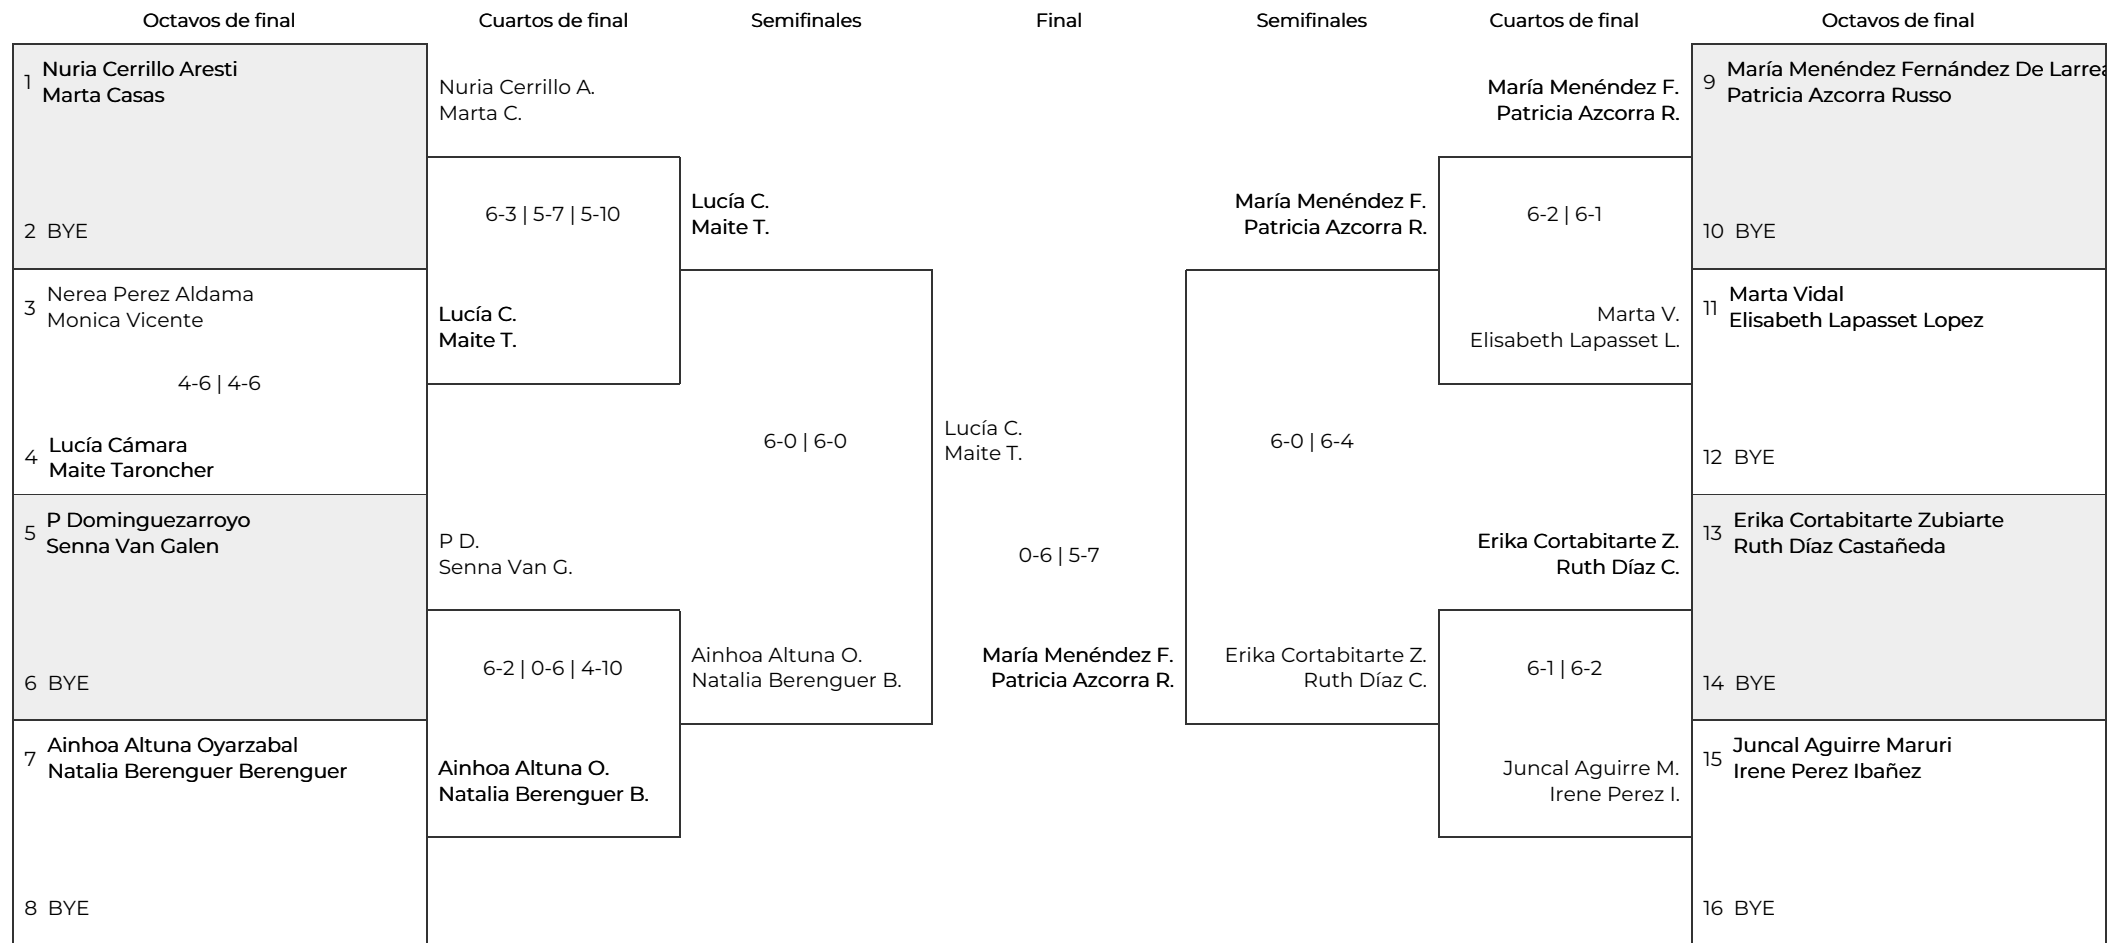 Octavos de final
Cuartos de final
Semifinales
Final
Semifinales
Cuartos de final
Octavos de final
1
Nuria Cerrillo Aresti
Marta Casas
2 BYE
3
Nerea Perez Aldama
Monica Vicente
4-6 | 4-6
4
Lucía Cámara
Maite Taroncher
5
P Dominguezarroyo
Senna Van Galen
6 BYE
7
Ainhoa Altuna Oyarzabal
Natalia Berenguer Berenguer
8 BYE
Nuria Cerrillo A.
Marta C.
6-3 | 5-7 | 5-10
Lucía C.
Maite T.
P D.
Senna Van G.
6-2 | 0-6 | 4-10
Ainhoa Altuna O.
Natalia Berenguer B.
Lucía C.
Maite T.
6-0 | 6-0
Ainhoa Altuna O.
Natalia Berenguer B.
Lucía C.
Maite T.
0-6 | 5-7
María Menéndez F.
Patricia Azcorra R.
María Menéndez F.
Patricia Azcorra R.
6-0 | 6-4
Erika Cortabitarte Z.
Ruth Díaz C.
María Menéndez F.
Patricia Azcorra R.
6-2 | 6-1
Marta V.
Elisabeth Lapasset L.
Erika Cortabitarte Z.
Ruth Díaz C.
6-1 | 6-2
Juncal Aguirre M.
Irene Perez I.
9
María Menéndez Fernández De Larrea
Patricia Azcorra Russo
10 BYE
11
Marta Vidal
Elisabeth Lapasset Lopez
12 BYE
13
Erika Cortabitarte Zubiarte
Ruth Díaz Castañeda
14 BYE
15
Juncal Aguirre Maruri
Irene Perez Ibañez
16 BYE